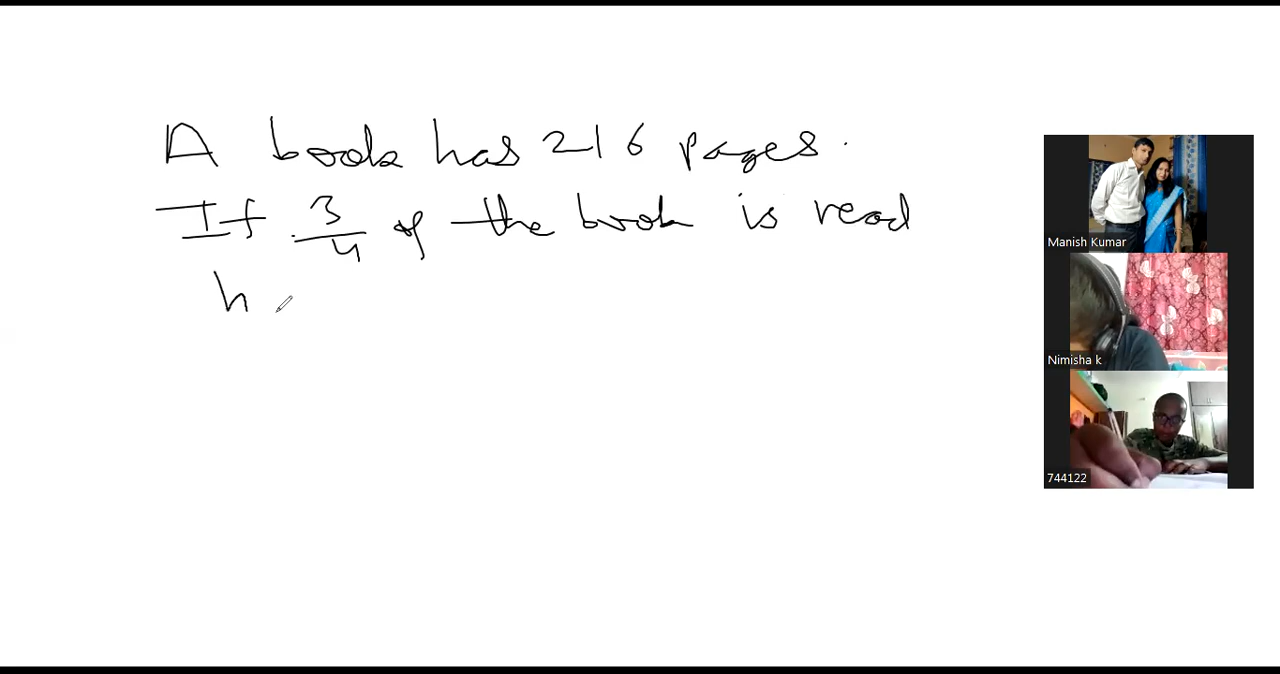 A book has 216 pages.
If 3/4 of the book is read
h
Manish Kumar
Nimisha k
744122